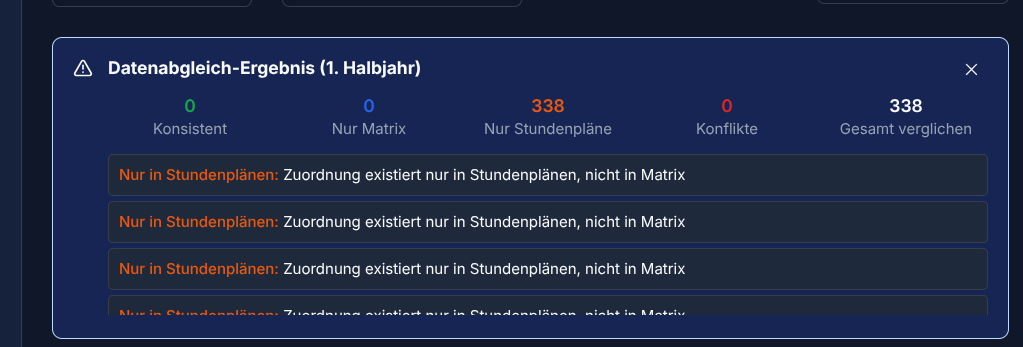 Datenabgleich-Ergebnis (1. Halbjahr)
0 0 338 0 338
Konsistent Nur Matrix Nur Stundenpläne Konflikte Gesamt verglichen
Nur in Stundenplänen: Zuordnung existiert nur in Stundenplänen, nicht in Matrix
Nur in Stundenplänen: Zuordnung existiert nur in Stundenplänen, nicht in Matrix
Nur in Stundenplänen: Zuordnung existiert nur in Stundenplänen, nicht in Matrix
Nur in Stundenplänen: Zuordnung existiert nur in Stundenplänen, nicht in Matrix